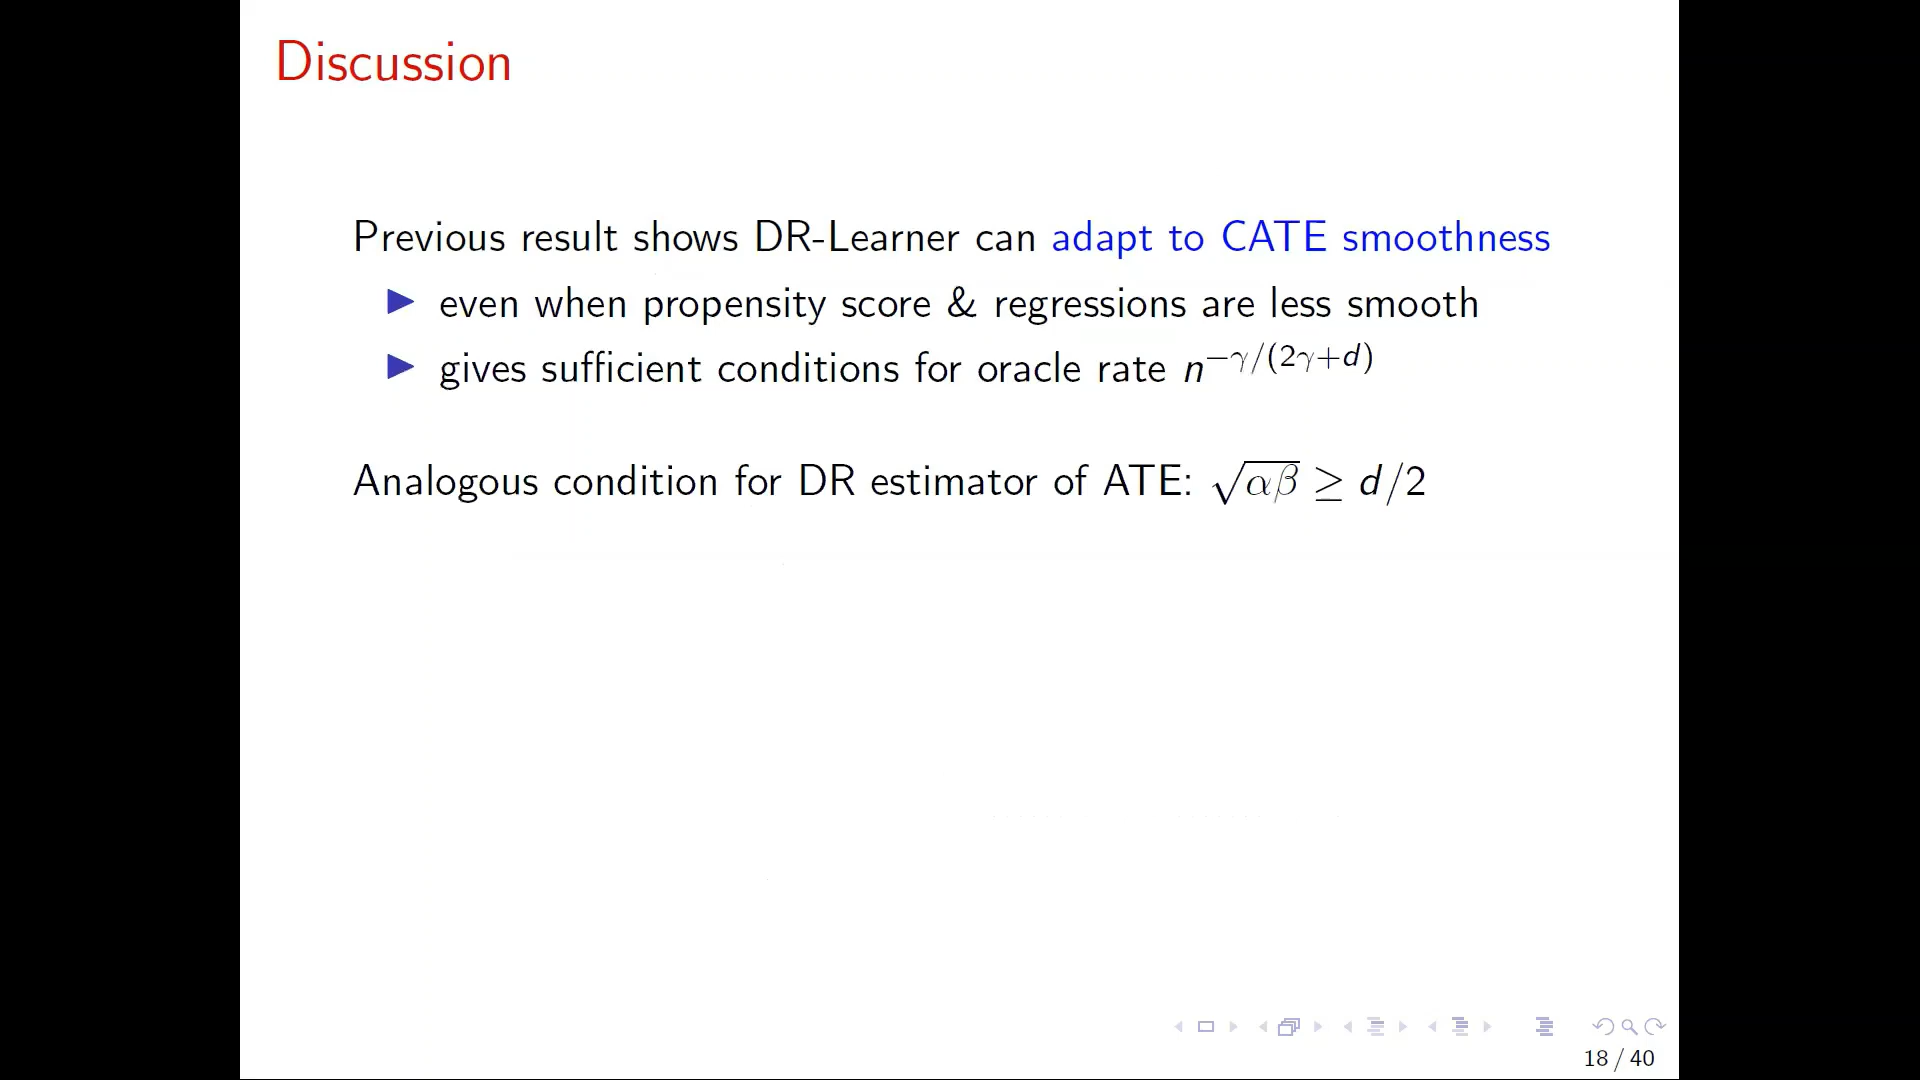 Discussion
Previous result shows DR-Learner can adapt to CATE smoothness
▶ even when propensity score & regressions are less smooth
▶ gives sufficient conditions for oracle rate n^{−γ/(2γ+d)}
Analogous condition for DR estimator of ATE: √αβ ≥ d/2
18 / 40